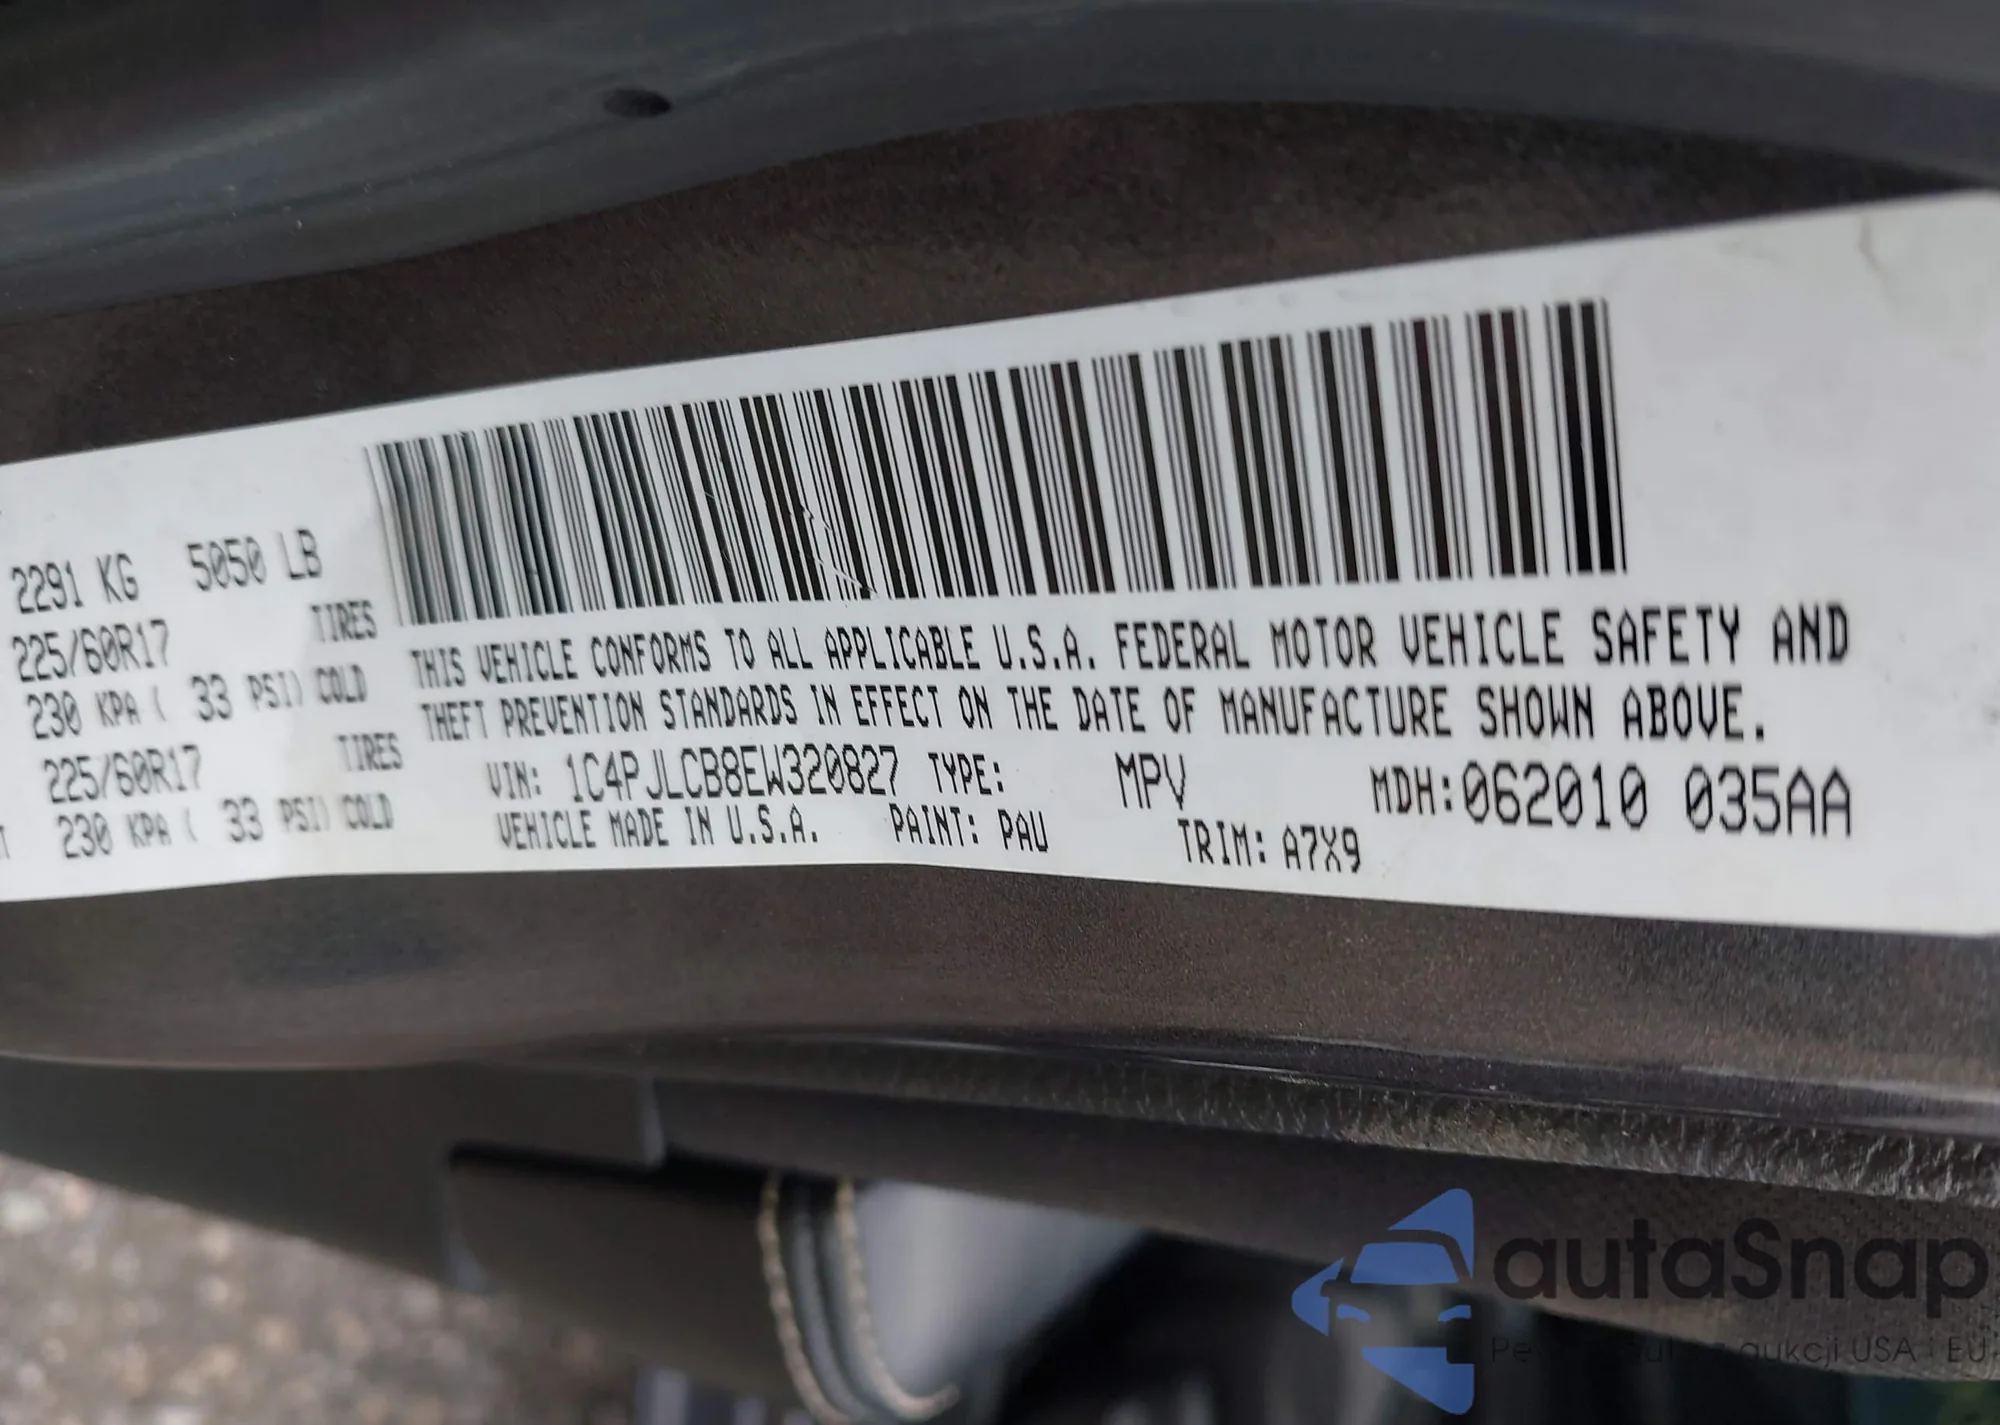 2291 KG 5050 LB
225/60R17 TIRES
230 KPA ( 33 PSI) COLD
225/60R17 TIRES
230 KPA ( 33 PSI) COLD
THIS VEHICLE CONFORMS TO ALL APPLICABLE U.S.A. FEDERAL MOTOR VEHICLE SAFETY AND
THEFT PREVENTION STANDARDS IN EFFECT ON THE DATE OF MANUFACTURE SHOWN ABOVE.
VIN: 1C4PJLCB8EW320827 TYPE: MPV MDH:062010 035AA
VEHICLE MADE IN U.S.A. PAINT: PAU TRIM: A7X9
autaSnap
aukcji USA i EU